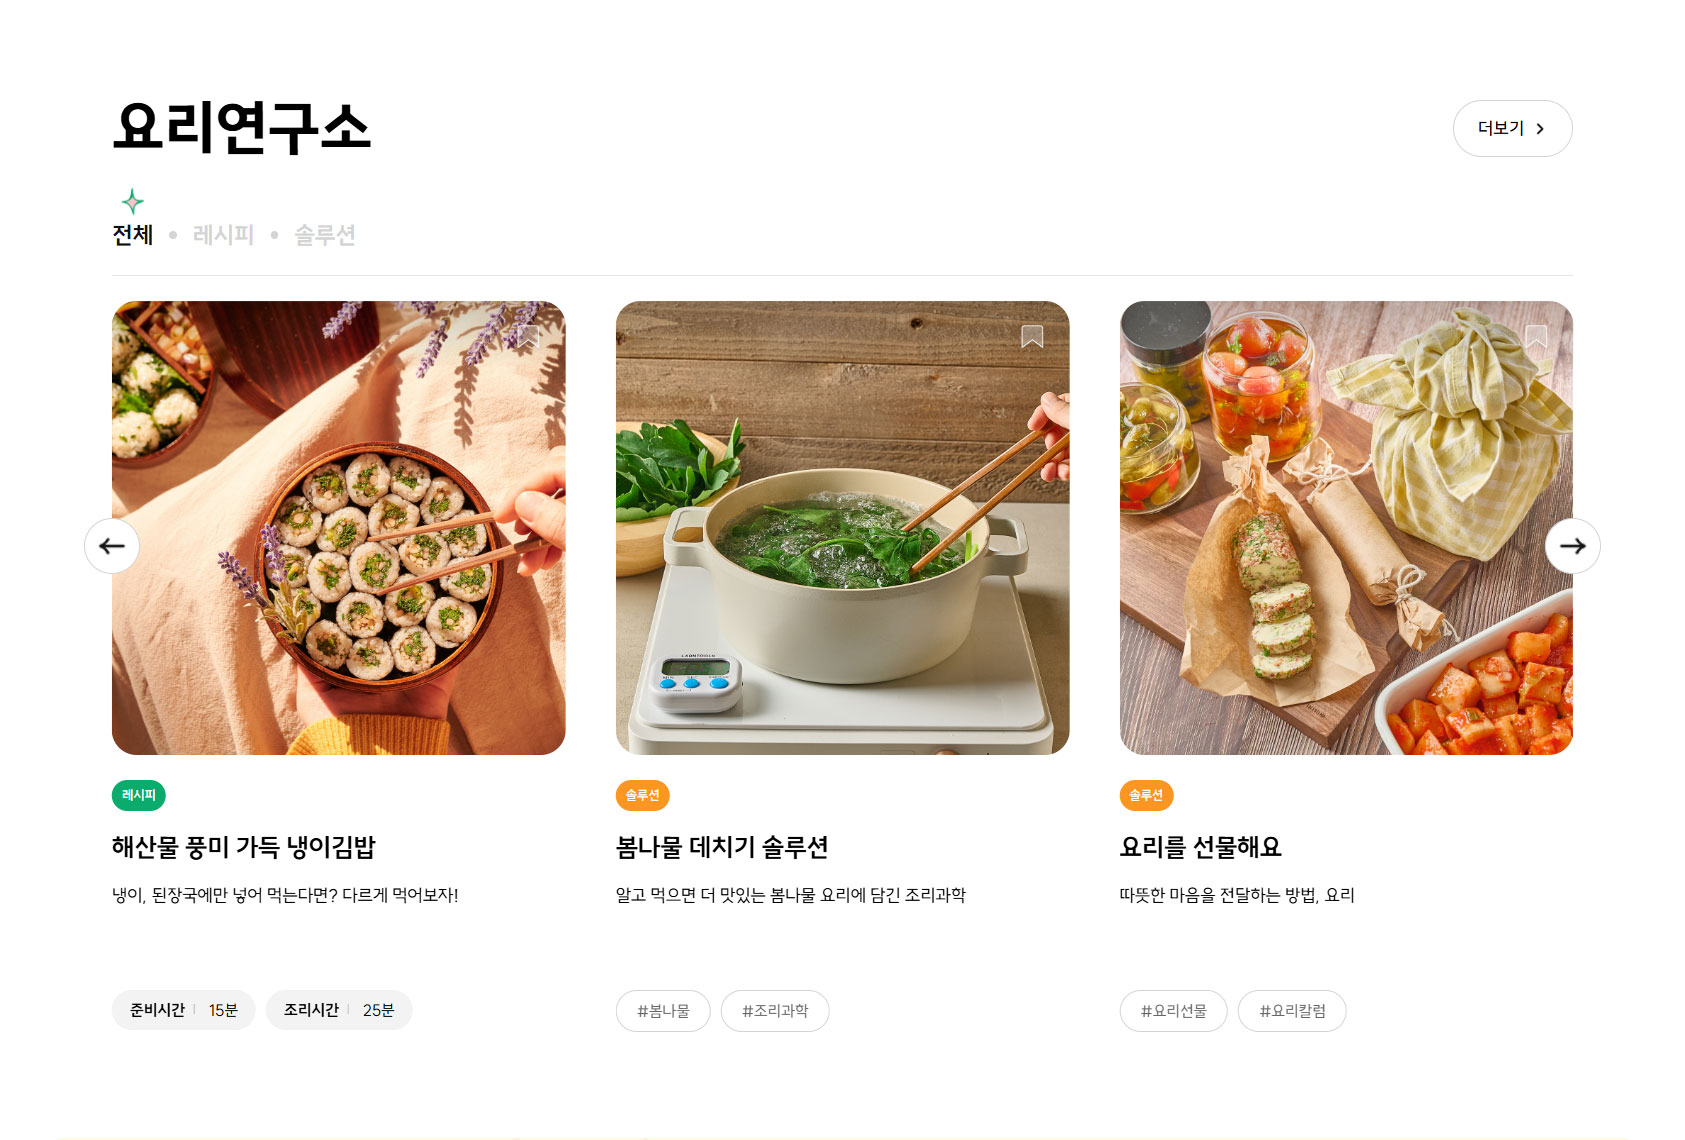 요리연구소
더보기
전체 • 레시피 • 솔루션
레시피
해산물 풍미 가득 냉이김밥
냉이, 된장국에만 넣어 먹는다면? 다르게 먹어보자!
준비시간 | 15분
조리시간 | 25분
솔루션
봄나물 데치기 솔루션
알고 먹으면 더 맛있는 봄나물 요리에 담긴 조리과학
#봄나물
#조리과학
솔루션
요리를 선물해요
따뜻한 마음을 전달하는 방법, 요리
#요리선물
#요리칼럼